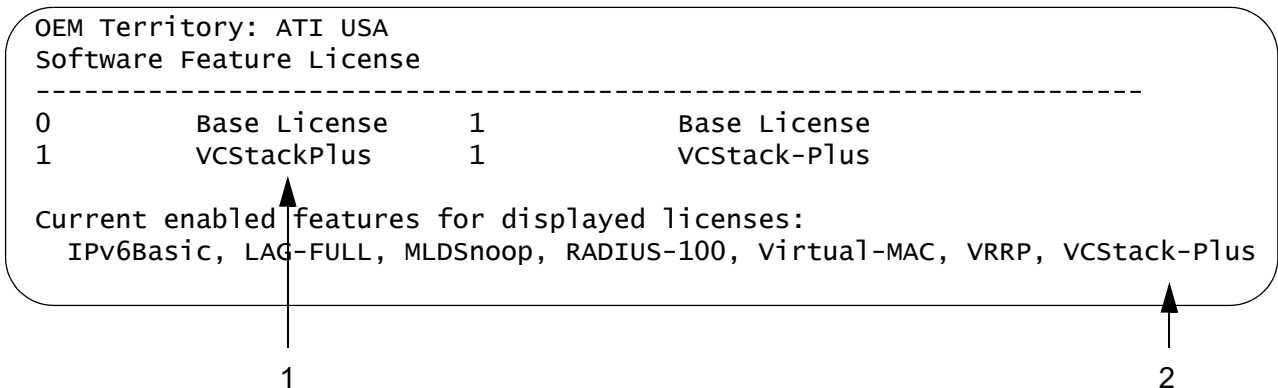 OEM Territory: ATI USA
Software Feature License
---------------------------------------------------------------------
0 Base License 1 Base License
1 VCStackPlus 1 VCStack-Plus
Current enabled features for displayed licenses:
IPv6Basic, LAG-FULL, MLDSnoop, RADIUS-100, Virtual-MAC, VRRP, VCStack-Plus
1 2